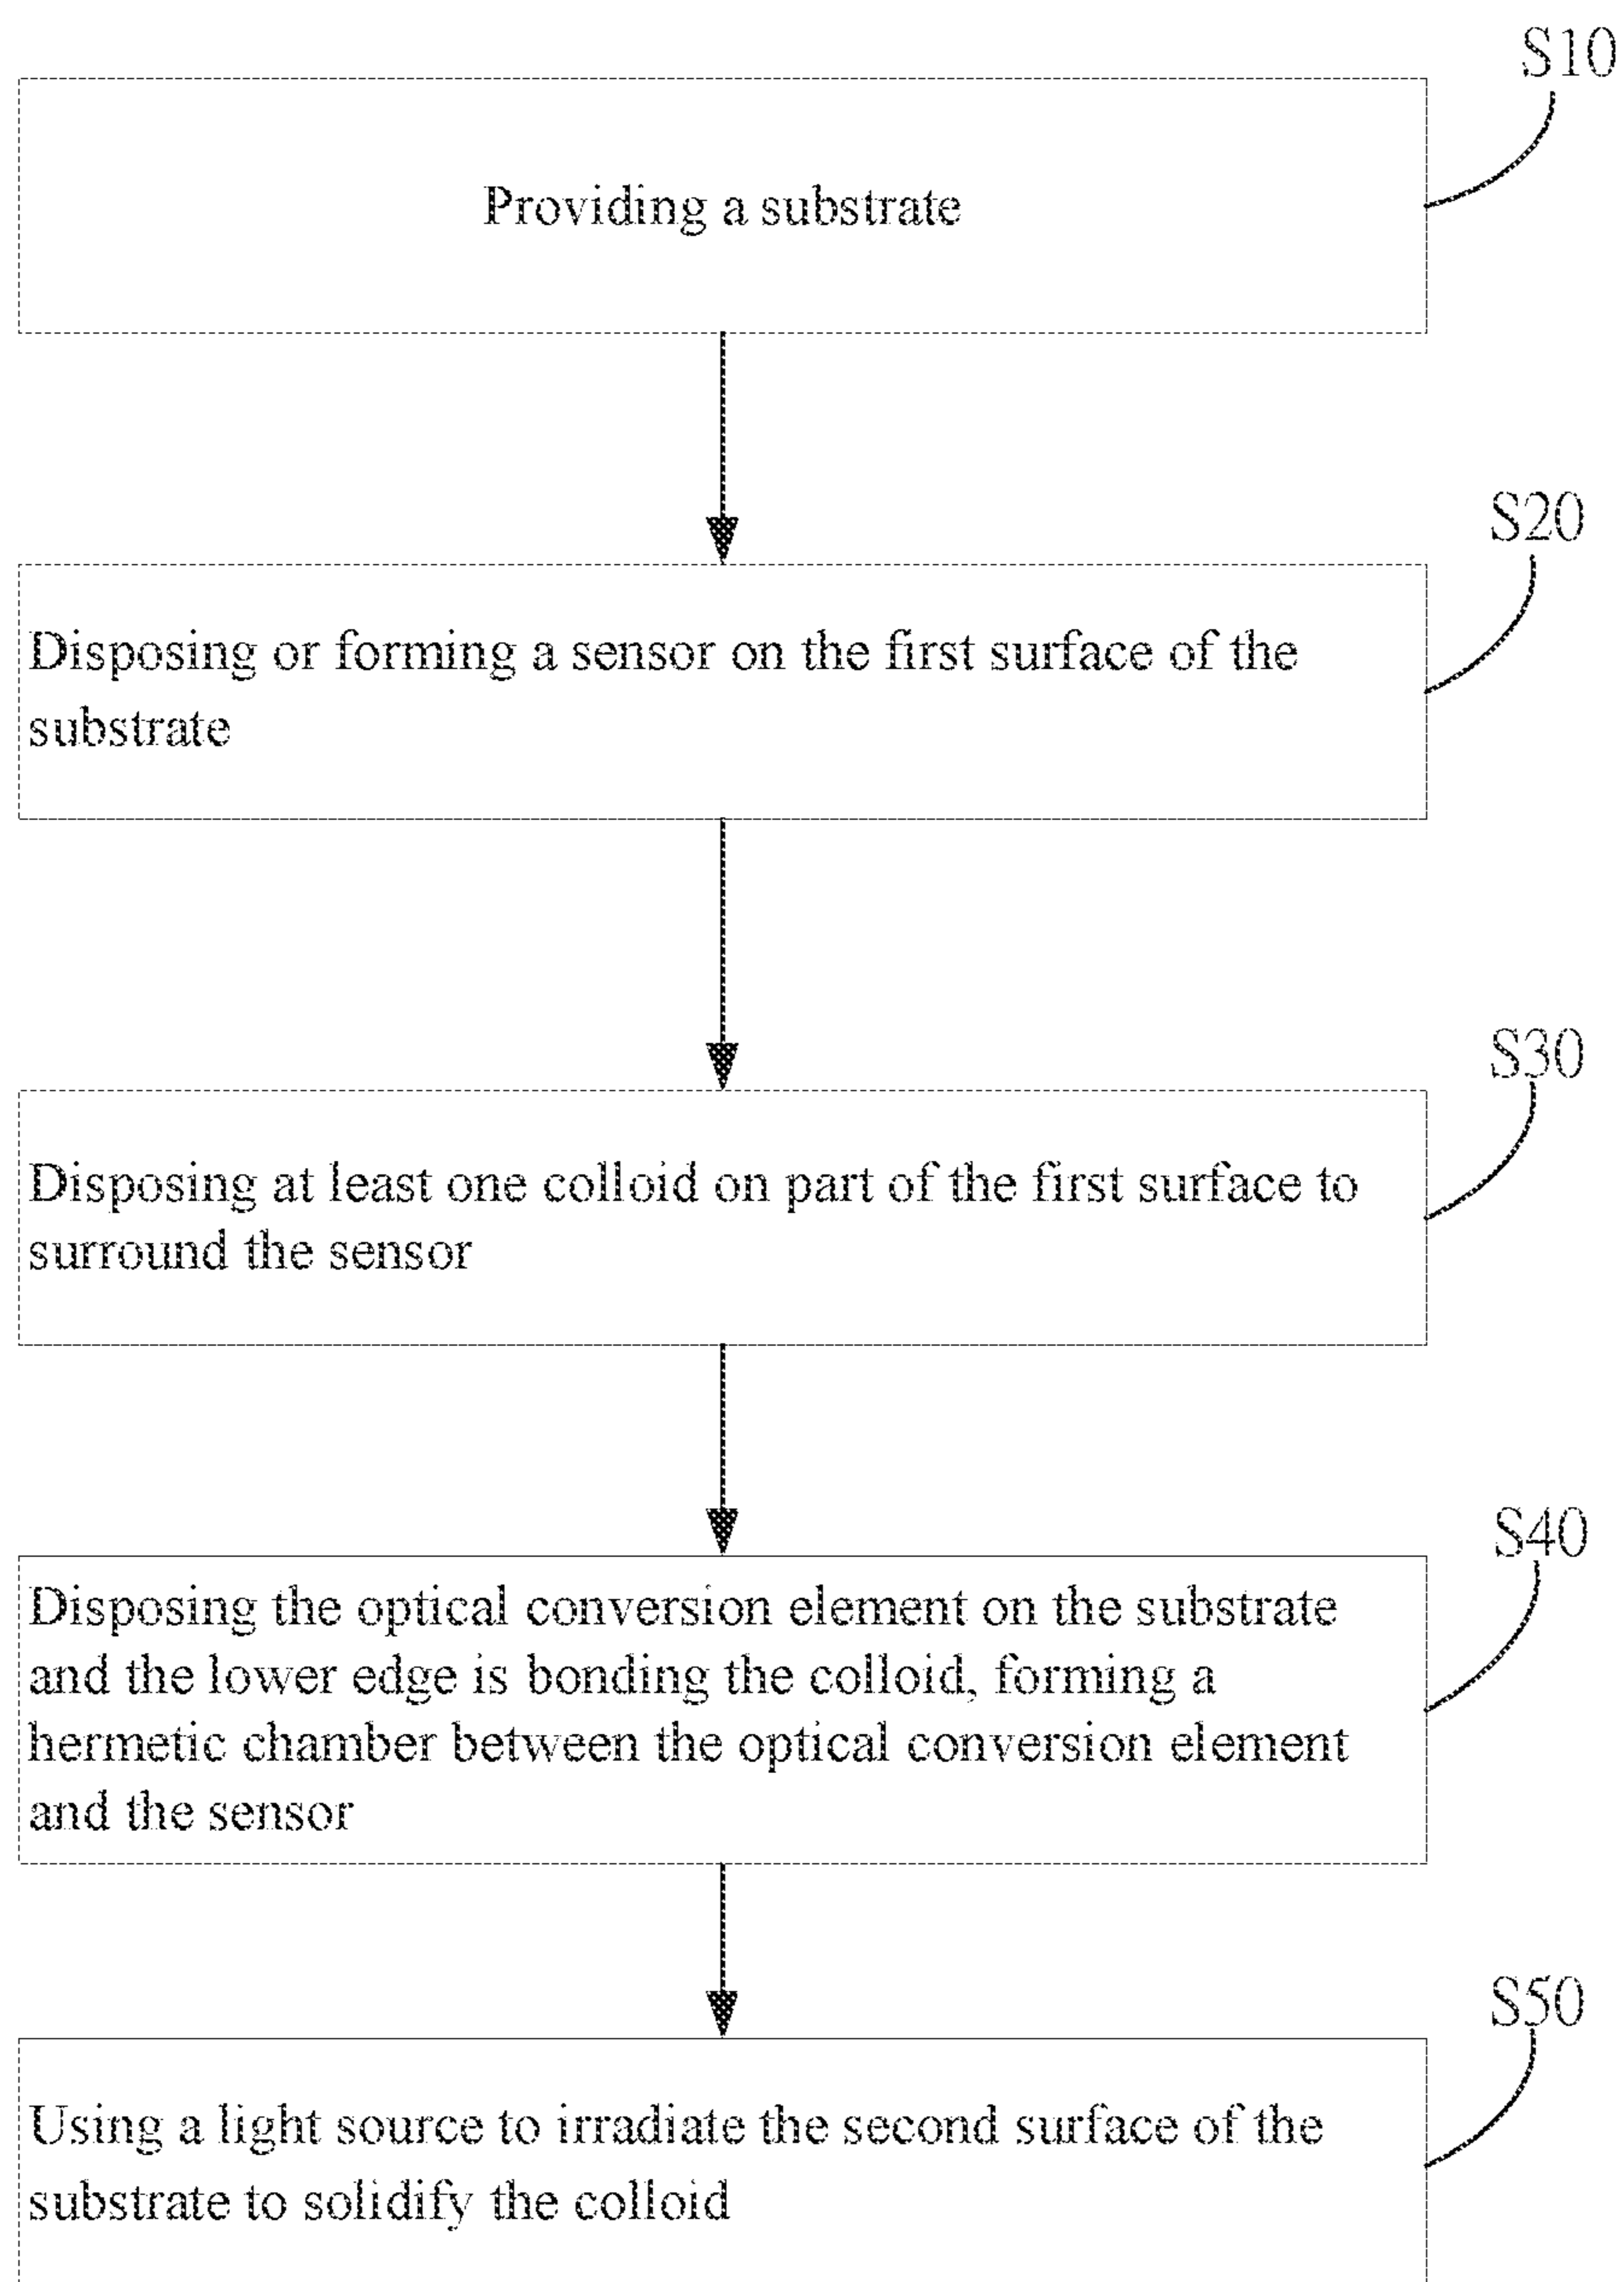 S10
Providing a substrate
S20
Disposing or forming a sensor on the first surface of the
substrate
S30
Disposing at least one colloid on part of the first surface to
surround the sensor
S40
Disposing the optical conversion element on the substrate
and the lower edge is bonding the colloid, forming a
hermetic chamber between the optical conversion element
and the sensor
S50
Using a light source to irradiate the second surface of the
substrate to solidify the colloid